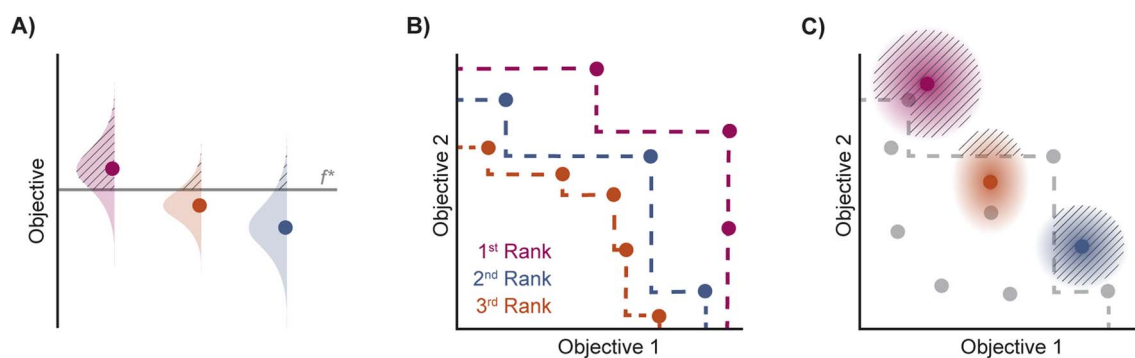 A)
Objective
f*
B)
Objective 2
1st Rank
2nd Rank
3rd Rank
Objective 1
C)
Objective 2
Objective 1